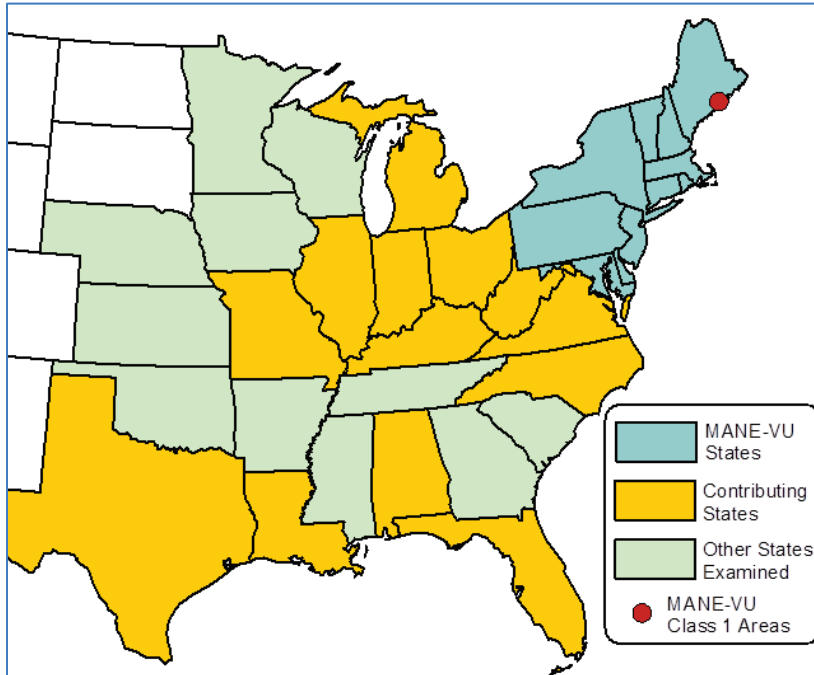 MANE-VU
States
Contributing
States
Other States
Examined
MANE-VU
Class 1 Areas